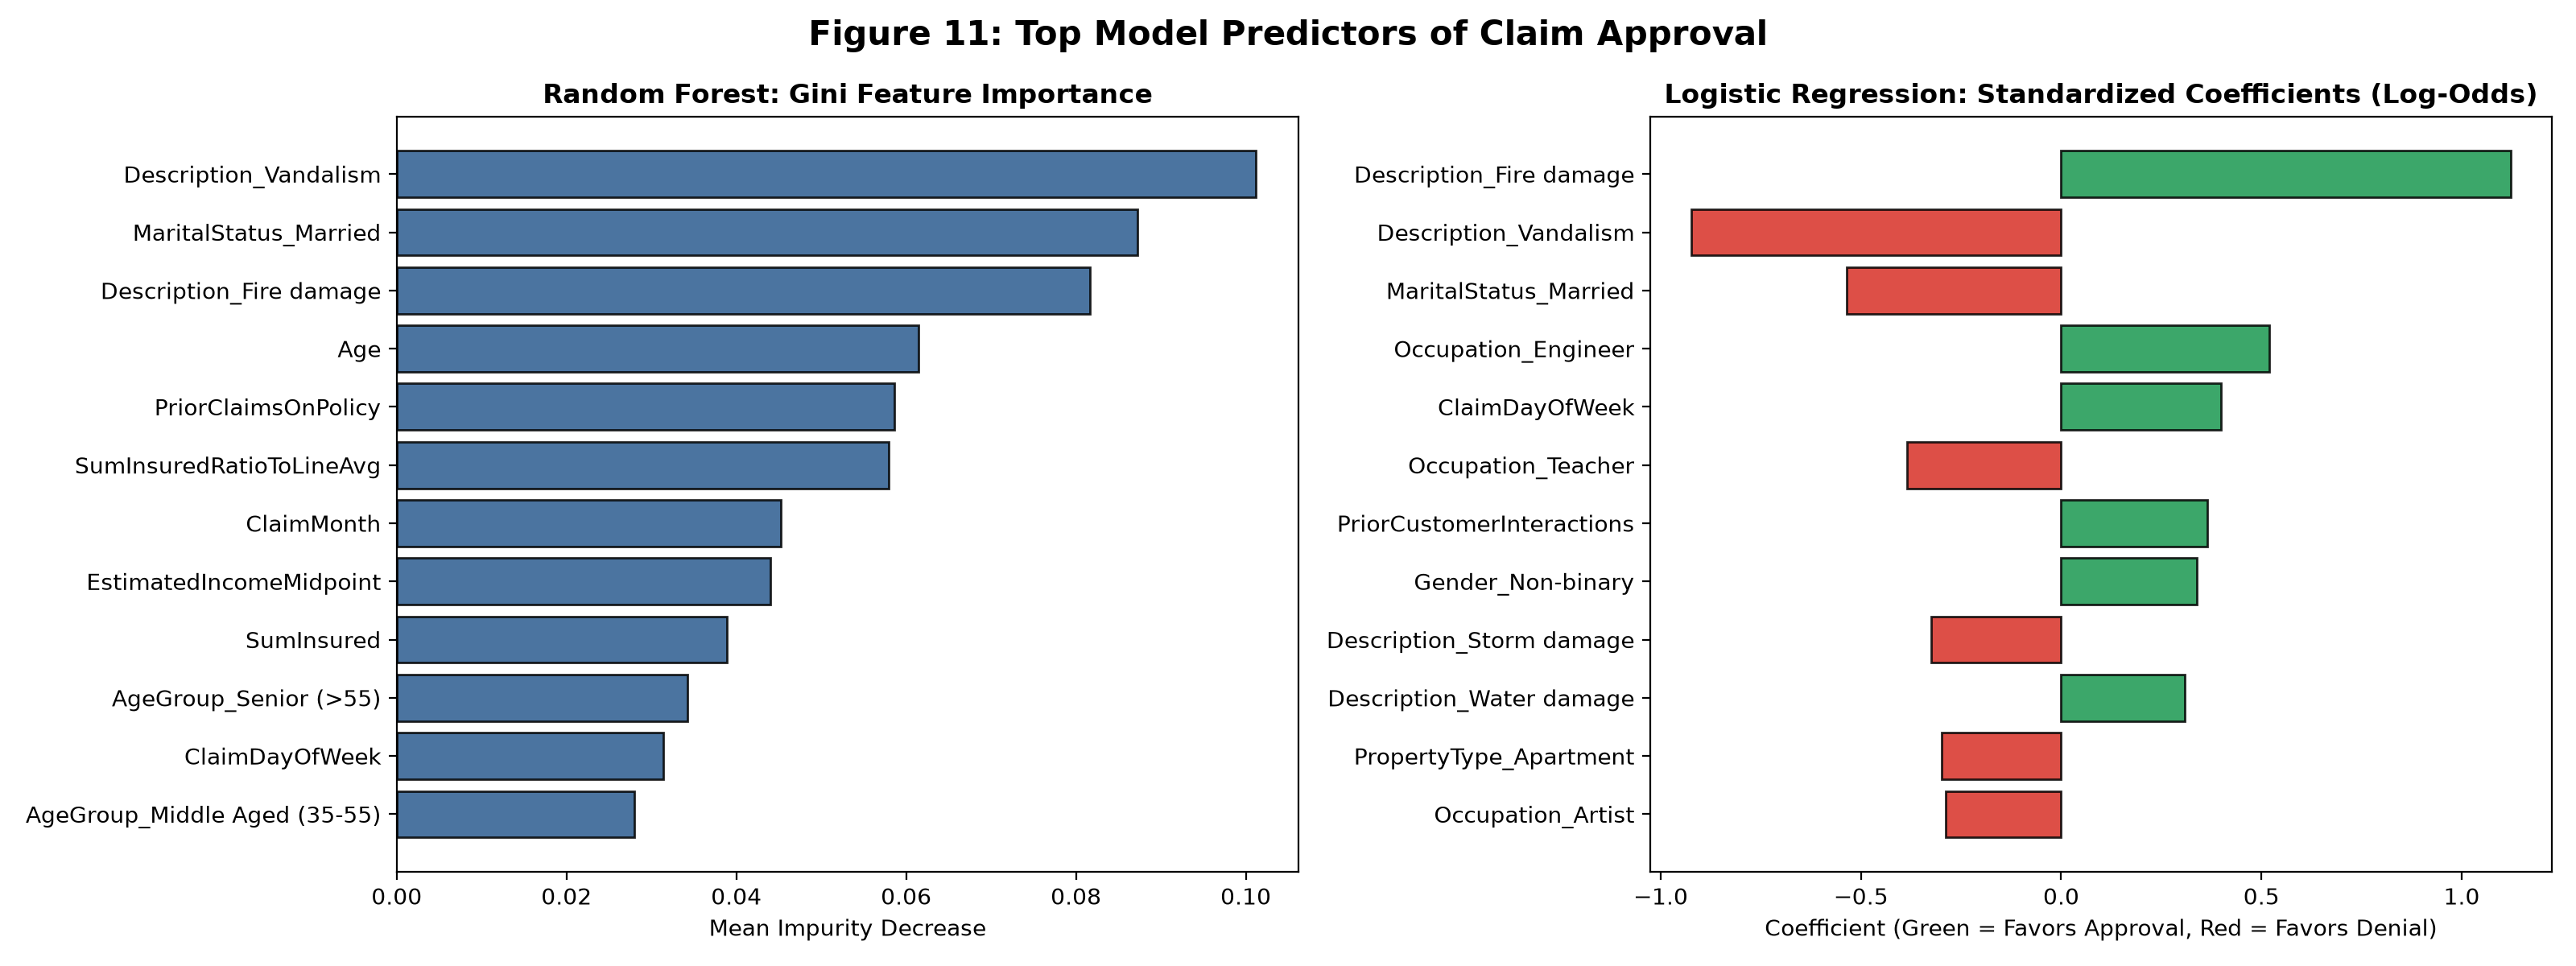 Figure 11: Top Model Predictors of Claim Approval
Random Forest: Gini Feature Importance
Description_Vandalism
MaritalStatus_Married
Description_Fire damage
Age
PriorClaimsOnPolicy
SumInsuredRatioToLineAvg
ClaimMonth
EstimatedIncomeMidpoint
SumInsured
AgeGroup_Senior (>55)
ClaimDayOfWeek
AgeGroup_Middle Aged (35-55)
0.00 0.02 0.04 0.06 0.08 0.10
Mean Impurity Decrease
Logistic Regression: Standardized Coefficients (Log-Odds)
Description_Fire damage
Description_Vandalism
MaritalStatus_Married
Occupation_Engineer
ClaimDayOfWeek
Occupation_Teacher
PriorCustomerInteractions
Gender_Non-binary
Description_Storm damage
Description_Water damage
PropertyType_Apartment
Occupation_Artist
−1.0 −0.5 0.0 0.5 1.0
Coefficient (Green = Favors Approval, Red = Favors Denial)